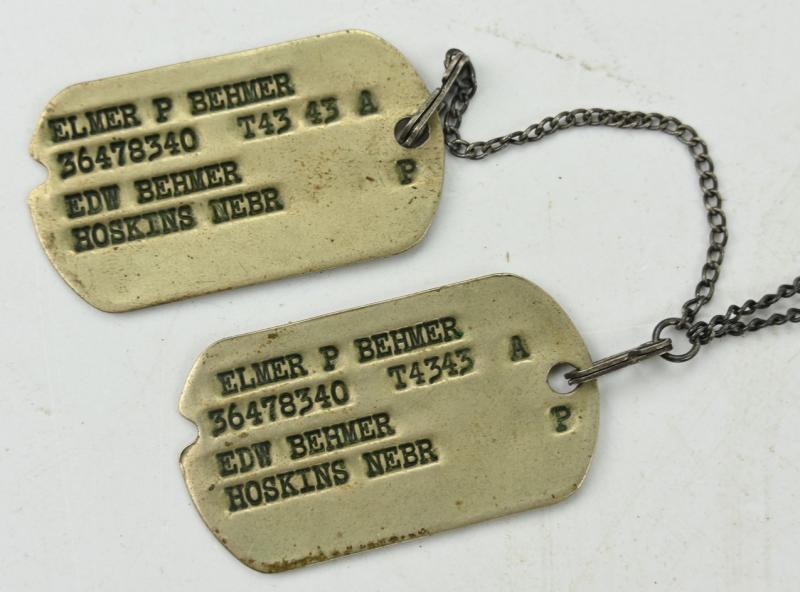 ELMER P BEHMER
36478340 T43 43 A
EDW BEHMER P
HOSKINS NEBR
ELMER P BEHMER
36478340 T4343 A
EDW BEHMER P
HOSKINS NEBR